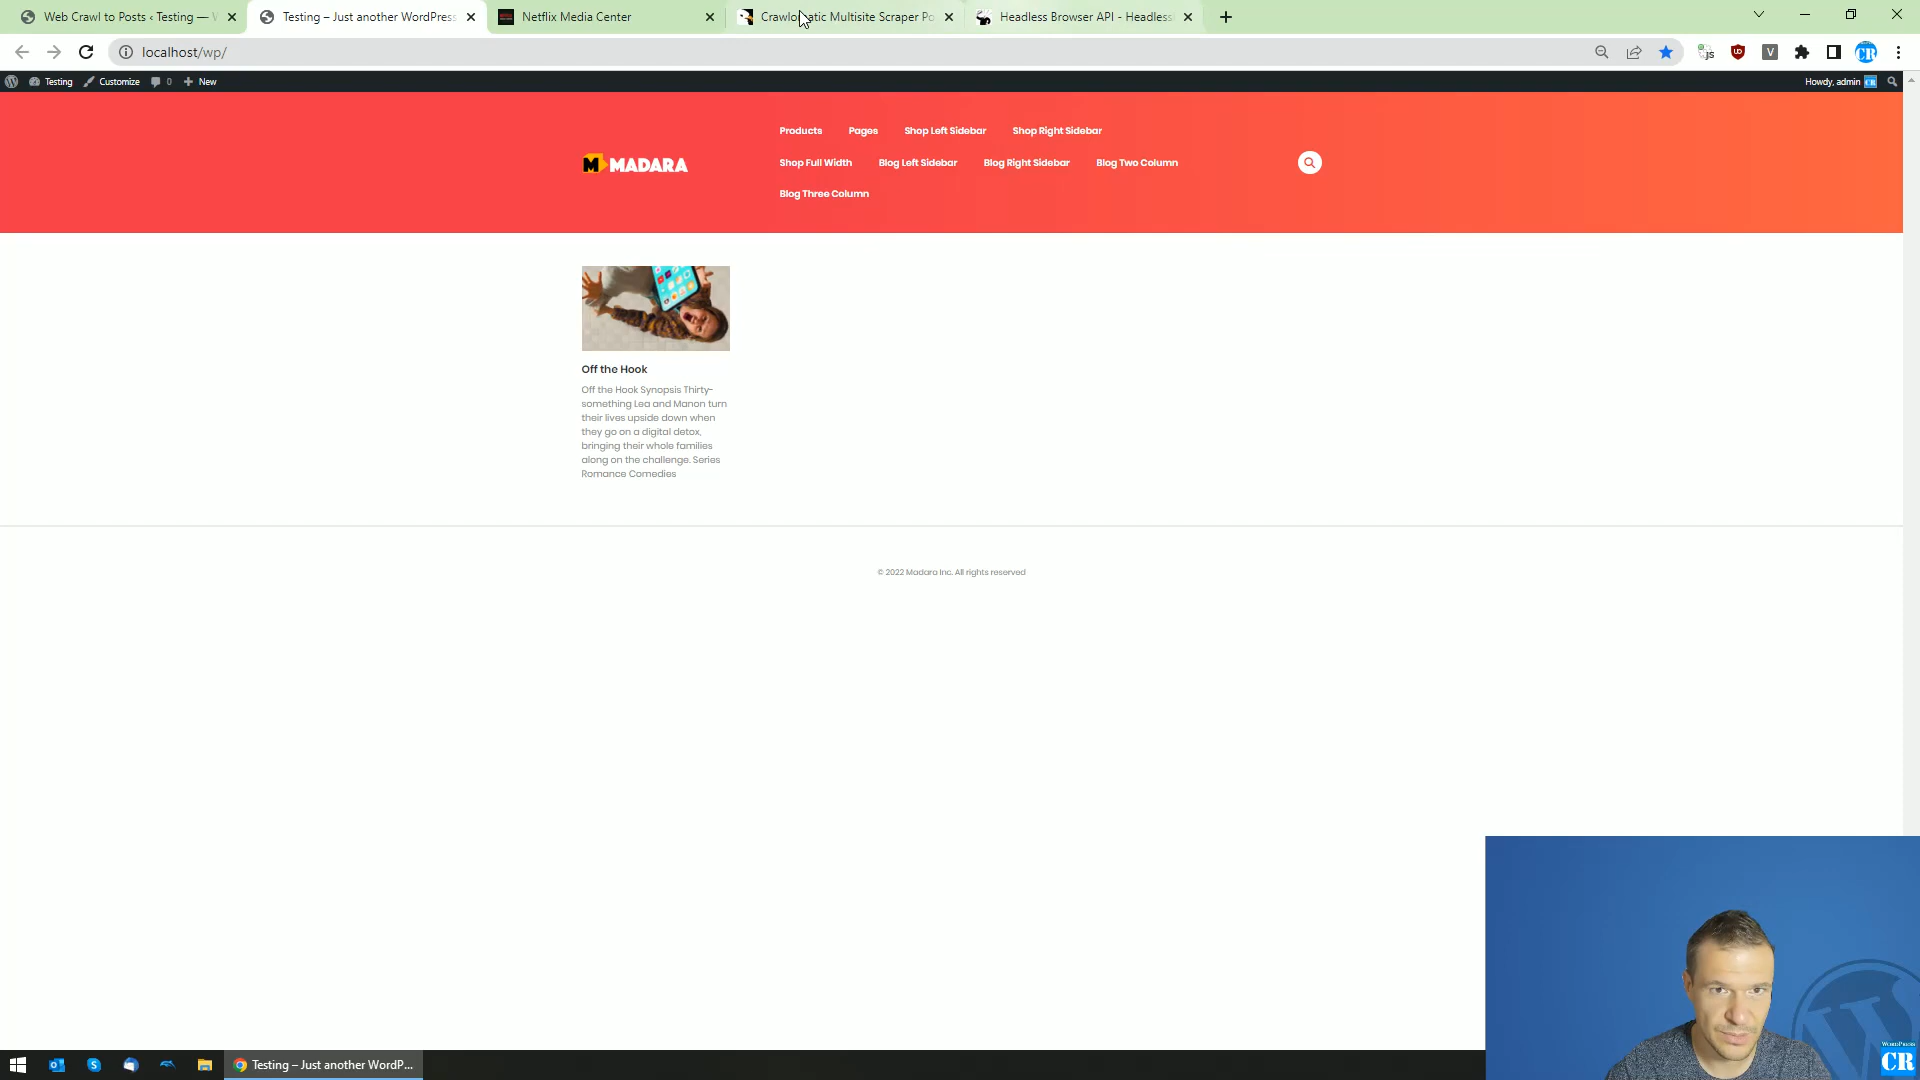 Web Crawl to Posts ‹ Testing — W
Testing – Just another WordPress
Netflix Media Center
Crawlomatic Multisite Scraper Po
Headless Browser API - Headless
localhost/wp/
Testing
Customize
0
New
Howdy, admin
Products
Pages
Shop Left Sidebar
Shop Right Sidebar
MADARA
Shop Full Width
Blog Left Sidebar
Blog Right Sidebar
Blog Two Column
Blog Three Column
Off the Hook
Off the Hook Synopsis Thirty-
something Lea and Manon turn
their lives upside down when
they go on a digital detox,
bringing their whole families
along on the challenge. Series
Romance Comedies
© 2022 Madara Inc. All rights reserved
Testing – Just another WordP...
WORDPRESS
CR